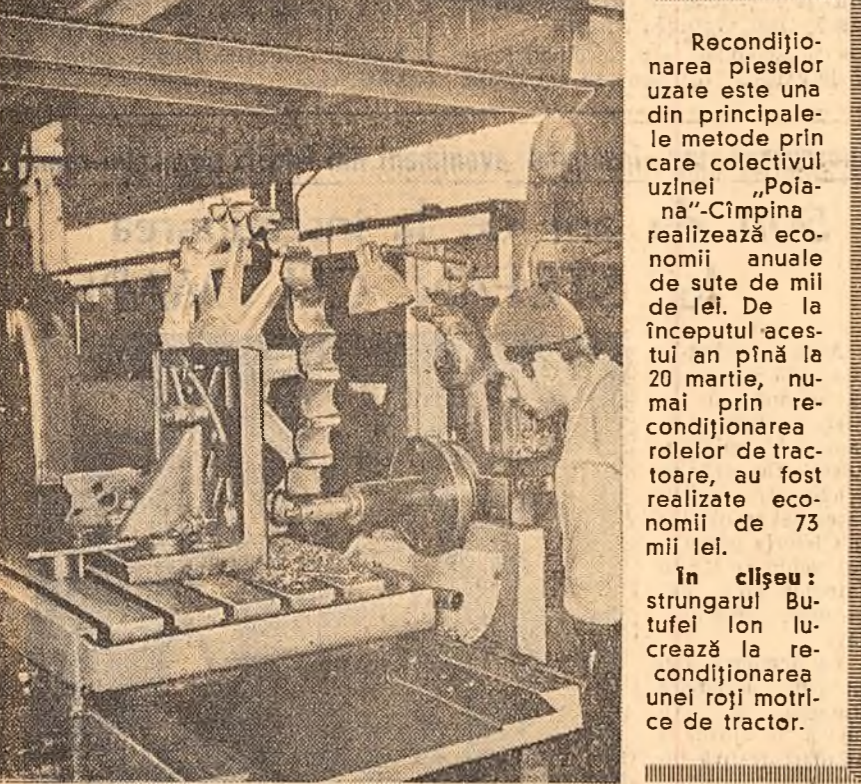 Recondiţio-
narea pieselor
uzate este una
din principale-
le metode prin
care colectivul
uzinei „Poia-
na”-Cîmpina
realizează eco-
nomii anuale
de sute de mii
de lei. De la
începutul aces-
tui an pînă la
20 martie, nu-
mai prin re-
condiţionarea
rolelor de trac-
toare, au fost
realizate eco-
nomii de 73
mii lei.
În clişeu :
strungarul Bu-
tufei Ion lu-
crează la re-
condiţionarea
unei roţi motri-
ce de tractor.